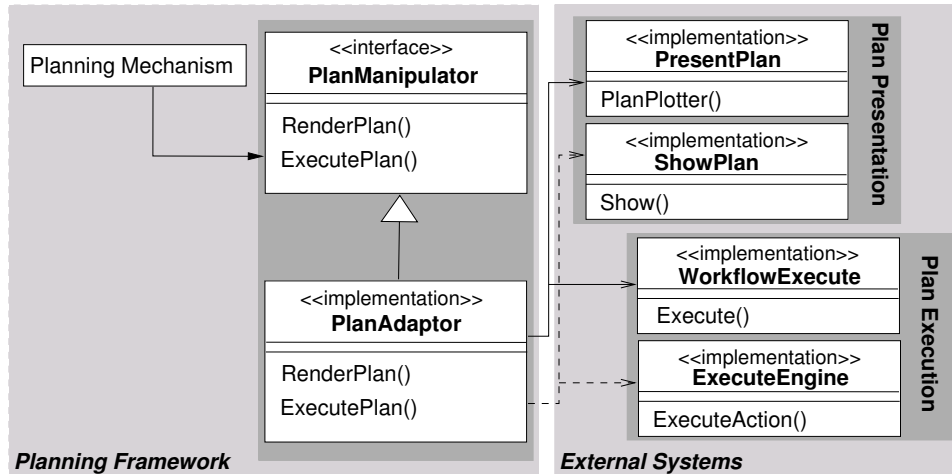 Planning Mechanism
<<interface>>
PlanManipulator
RenderPlan()
ExecutePlan()
<<implementation>>
PlanAdaptor
RenderPlan()
ExecutePlan()
Planning Framework
<<implementation>>
PresentPlan
PlanPlotter()
<<implementation>>
ShowPlan
Show()
Plan Presentation
<<implementation>>
WorkflowExecute
Execute()
<<implementation>>
ExecuteEngine
ExecuteAction()
Plan Execution
External Systems